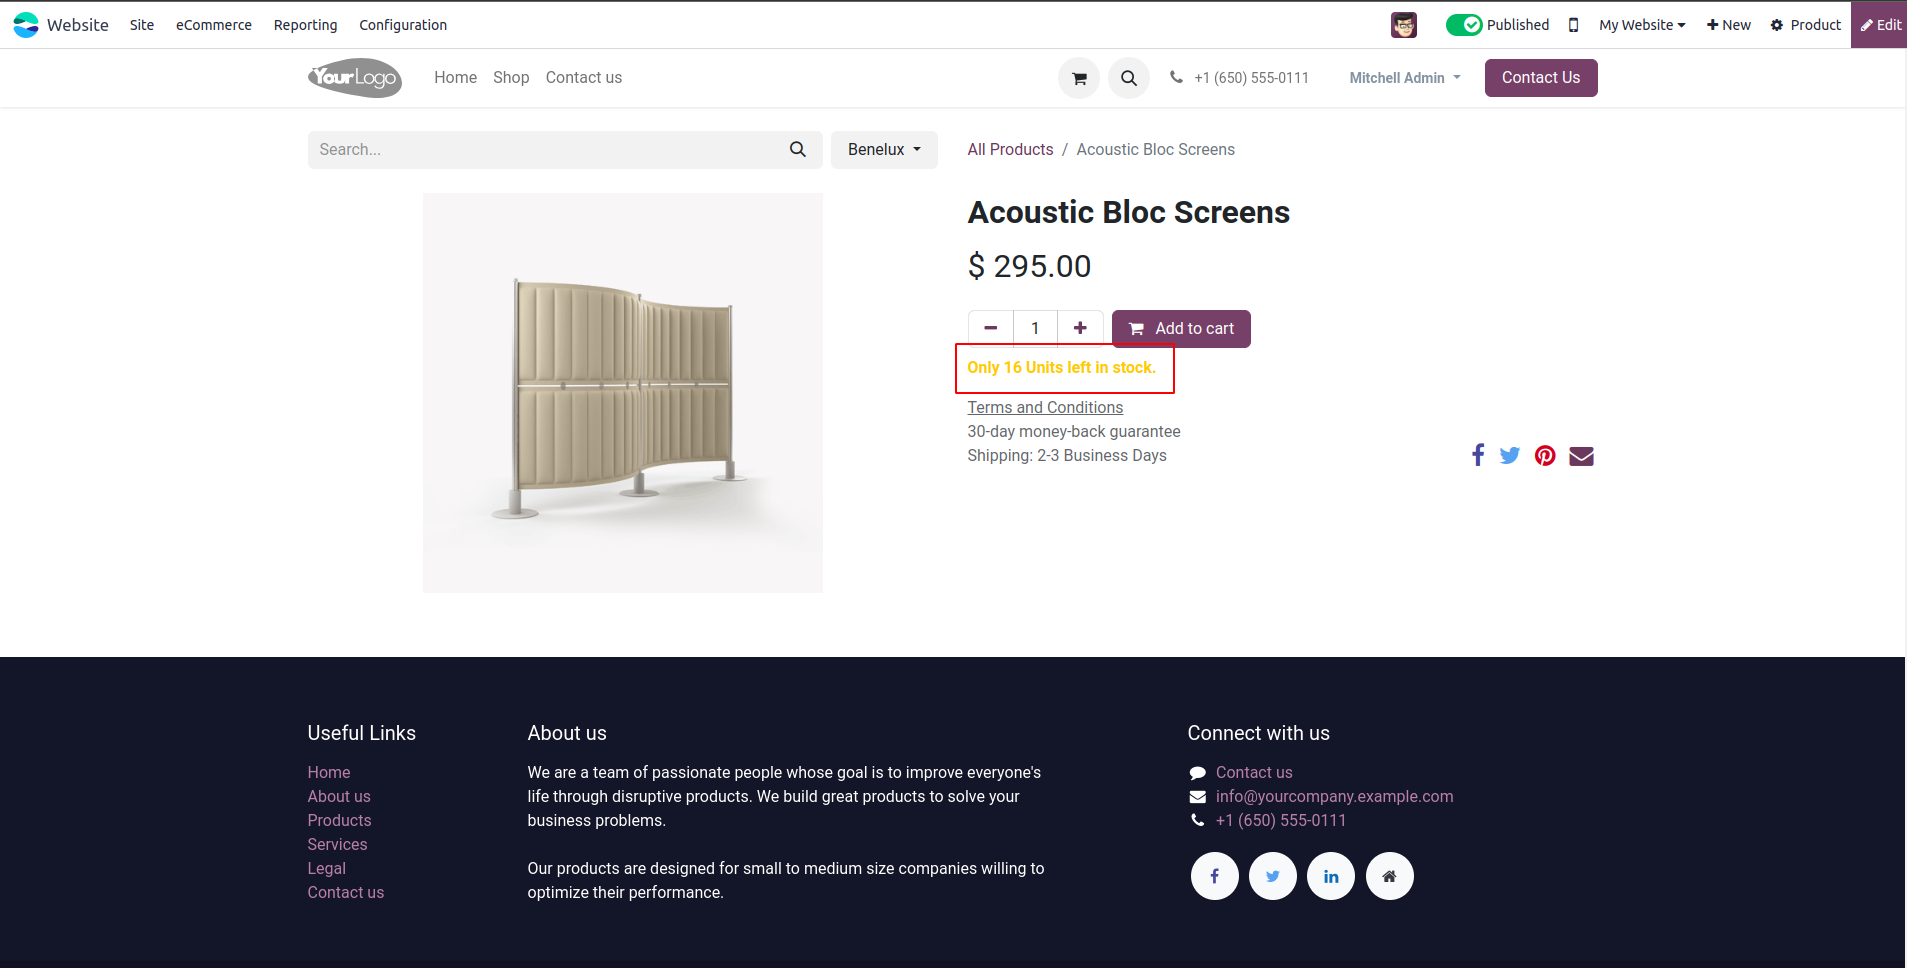 Website Site eCommerce Reporting Configuration Published My Website New Product Edit
YourLogo Home Shop Contact us +1 (650) 555-0111 Mitchell Admin Contact Us
Search... Benelux All Products / Acoustic Bloc Screens
Acoustic Bloc Screens
$ 295.00
1 Add to cart
Only 16 Units left in stock.
Terms and Conditions
30-day money-back guarantee
Shipping: 2-3 Business Days
Useful Links
Home
About us
Products
Services
Legal
Contact us
About us
We are a team of passionate people whose goal is to improve everyone's
life through disruptive products. We build great products to solve your
business problems.
Our products are designed for small to medium size companies willing to
optimize their performance.
Connect with us
Contact us
info@yourcompany.example.com
+1 (650) 555-0111